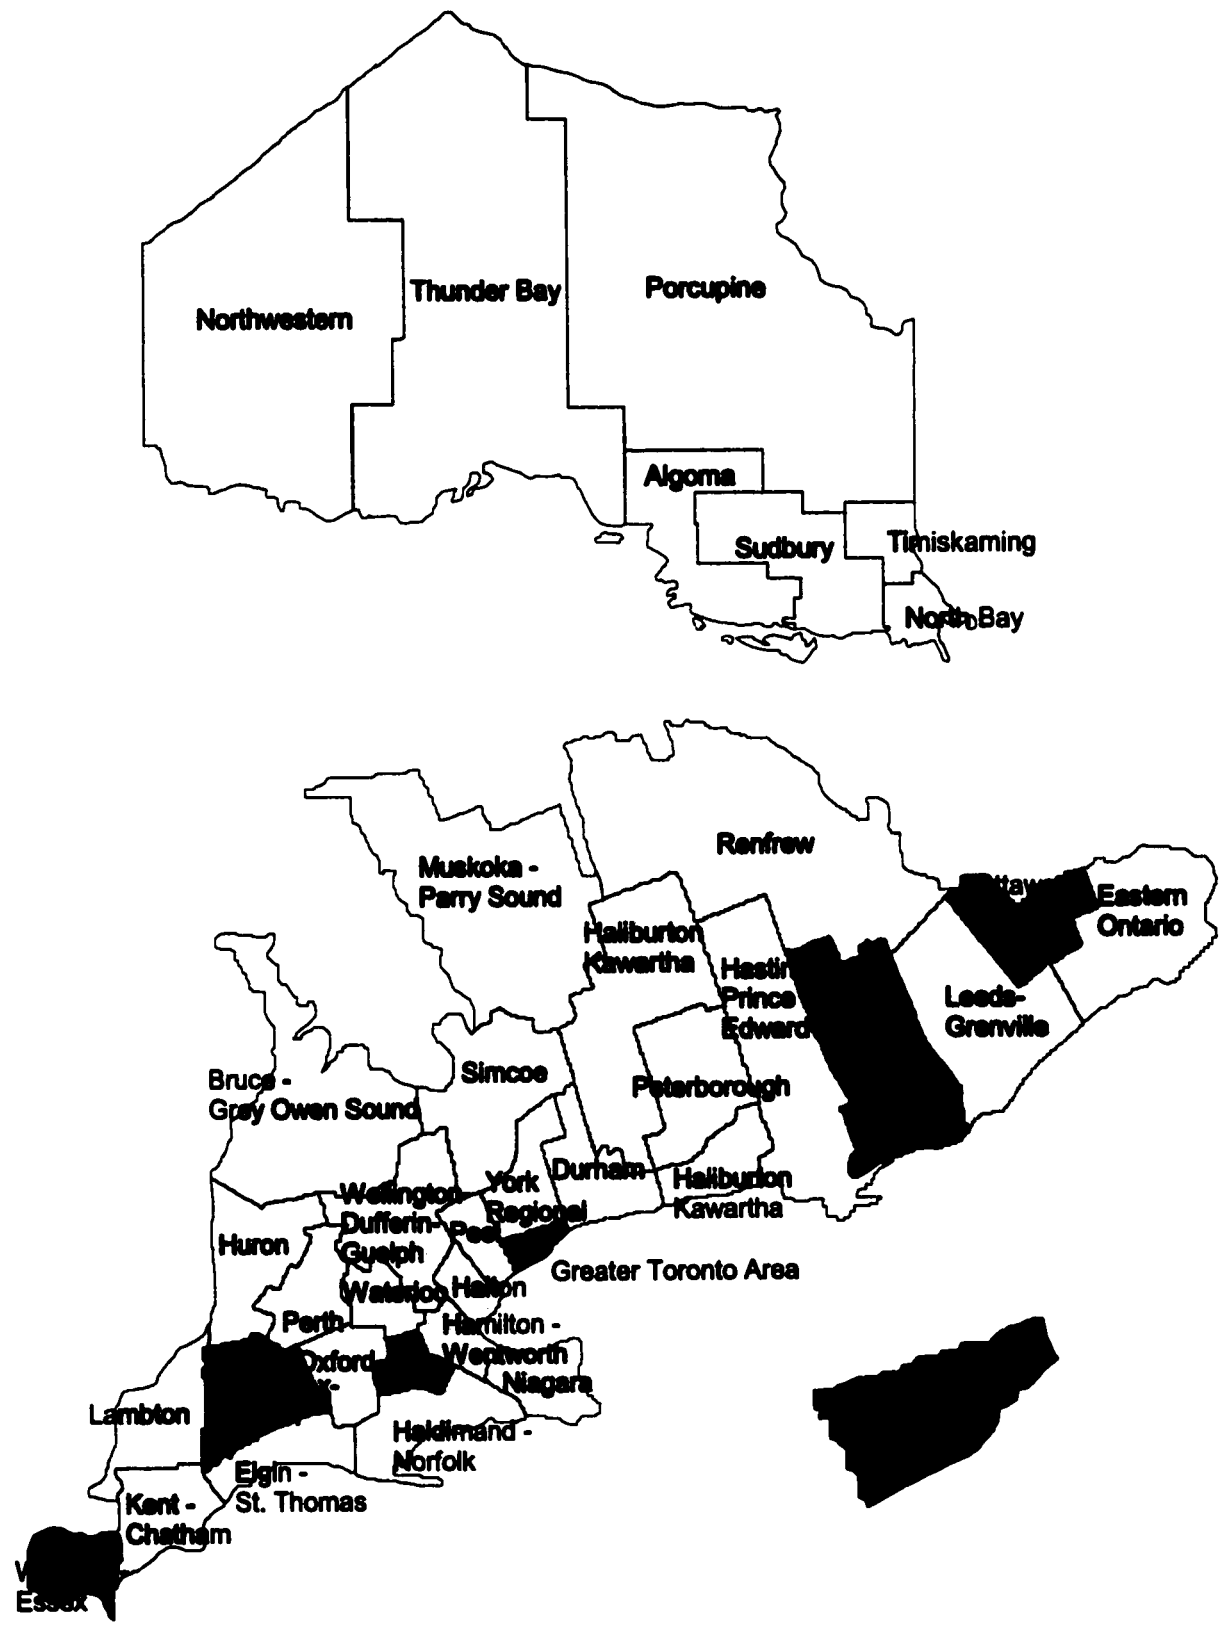 Thunder Bay
Porcupine
Northwestern
Algoma
Sudbury
Timiskaming
North Bay
Renfrew
Muskoka -
Parry Sound
Eastern
Ontario
Haliburton
Kawartha
Prince
Edward
Leeds-
Grenville
Simcoe
Bruce -
Grey Owen Sound
Peterborough
Durham
Haliburton
Kawartha
York
Regional
Wellington
Dufferin-
Guelph
Peel
Huron
Greater Toronto Area
Waterloo
Halton
Perth
Hamilton -
Wentworth
Niagara
Oxford
Lambton
Haldimand -
Norfolk
Elgin -
St. Thomas
Kent -
Chatham
Essex